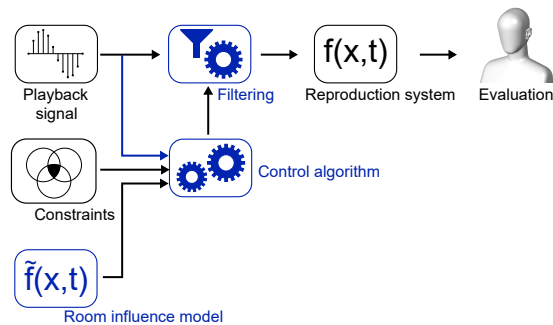 f(x,t)
Playback
signal
Filtering
Reproduction system
Evaluation
Control algorithm
Constraints
f̃(x,t)
Room influence model